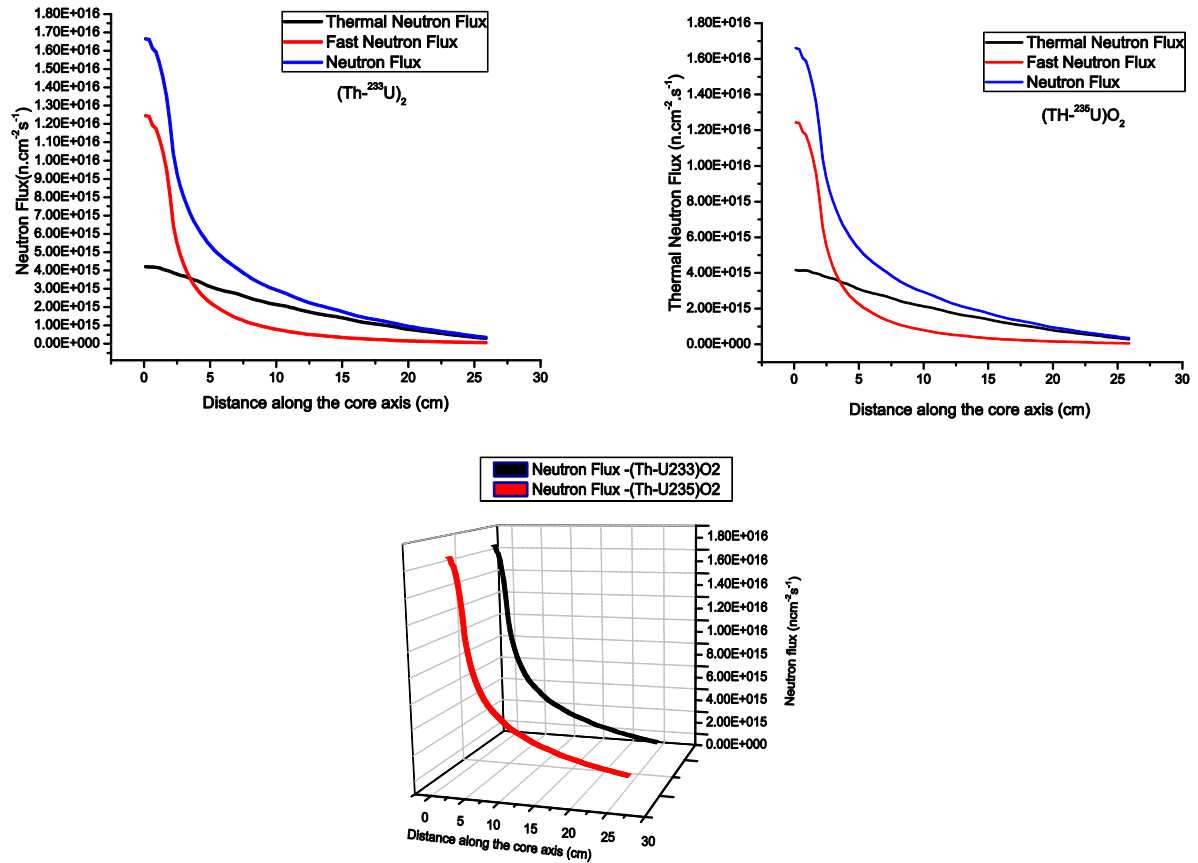 Thermal Neutron Flux
Fast Neutron Flux
Neutron Flux
(Th-²³³U)₂
1.80E+016
1.70E+016
1.60E+016
1.50E+016
1.40E+016
1.30E+016
1.20E+016
1.10E+016
1.00E+016
9.00E+015
8.00E+015
7.00E+015
6.00E+015
5.00E+015
4.00E+015
3.00E+015
2.00E+015
1.00E+015
0.00E+000
Neutron Flux(n.cm⁻²s⁻¹)
0 5 10 15 20 25 30
Distance along the core axis (cm)
Thermal Neutron Flux
Fast Neutron Flux
Neutron Flux
(TH-²³⁵U)O₂
1.80E+016
1.60E+016
1.40E+016
1.20E+016
1.00E+016
8.00E+015
6.00E+015
4.00E+015
2.00E+015
0.00E+000
Thermal Neutron Flux (n.cm⁻².s⁻¹)
0 5 10 15 20 25 30
Distance along the core axis (cm)
Neutron Flux -(Th-U233)O2
Neutron Flux -(Th-U235)O2
1.80E+016
1.60E+016
1.40E+016
1.20E+016
1.00E+016
8.00E+015
6.00E+015
4.00E+015
2.00E+015
0.00E+000
Neutron flux (ncm⁻²s⁻¹)
0 5 10 15 20 25 30
Distance along the core axis (cm)